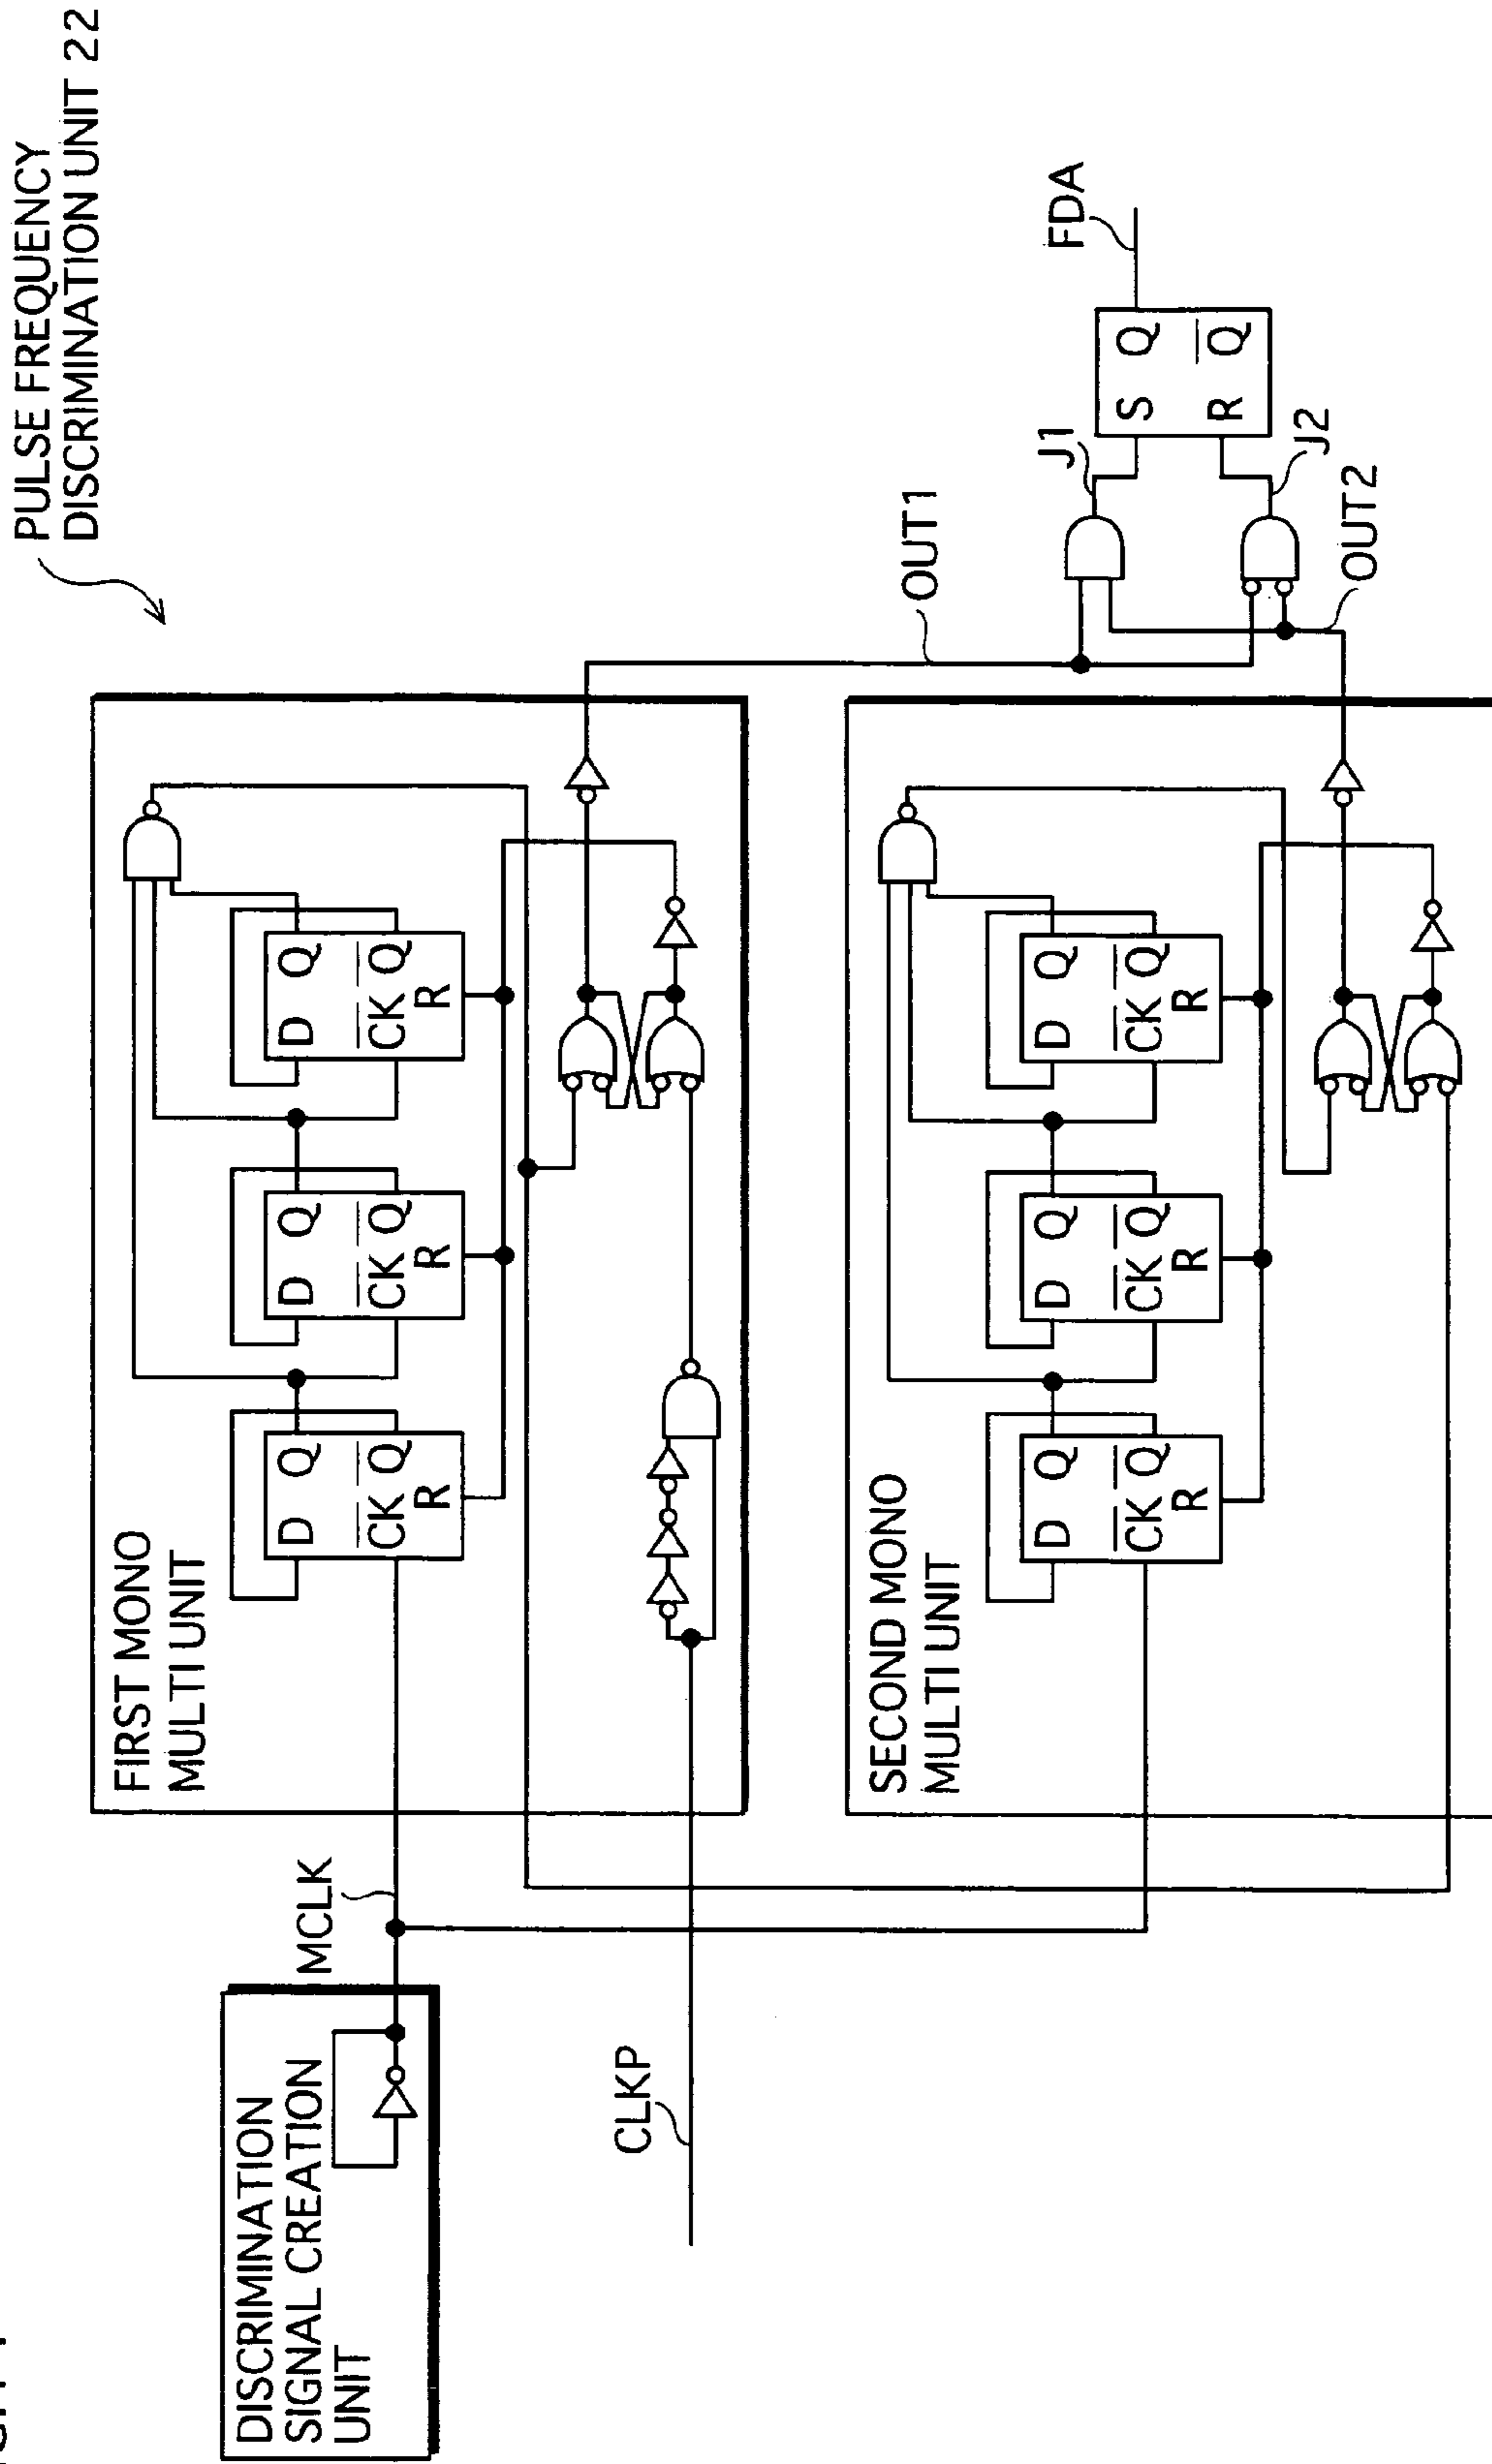 PULSE FREQUENCY
DISCRIMINATION UNIT 22
DISCRIMINATION
SIGNAL CREATION
UNIT
MCLK
CLKP
FIRST MONO
MULTI UNIT
D Q
CK Q
R
D Q
CK Q
R
D Q
CK Q
R
SECOND MONO
MULTI UNIT
D Q
CK Q
R
D Q
CK Q
R
D Q
CK Q
R
OUT1
OUT2
J1
J2
S Q
R Q
FDA